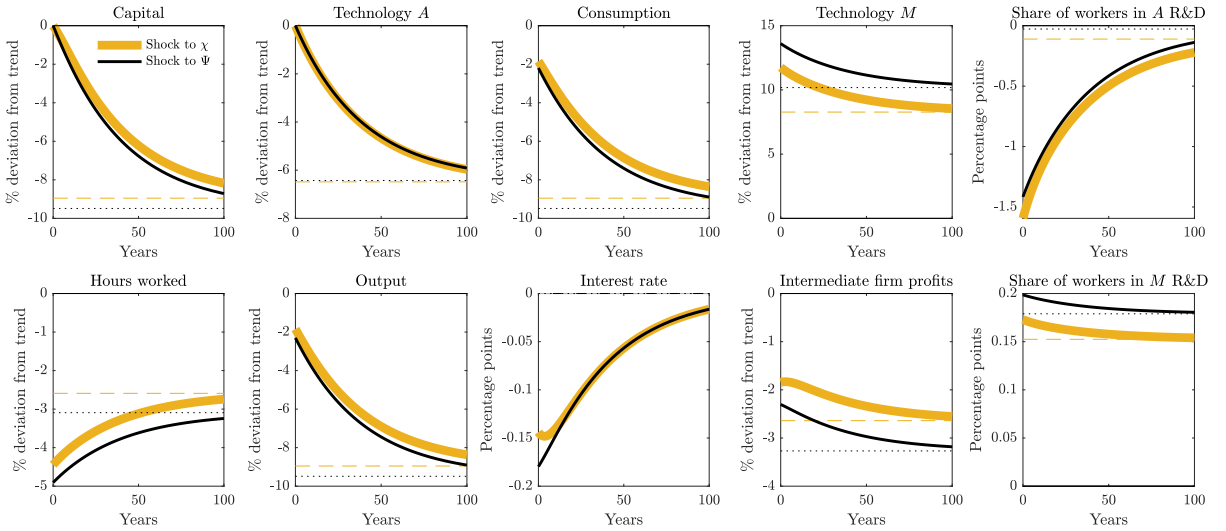 Capital
% deviation from trend
0
-2
-4
-6
-8
-10
Shock to χ
Shock to Ψ
0 50 100
Years
Technology A
% deviation from trend
0
-2
-4
-6
-8
0 50 100
Years
Consumption
% deviation from trend
0
-2
-4
-6
-8
-10
0 50 100
Years
Technology M
% deviation from trend
15
10
5
0
0 50 100
Years
Share of workers in A R&D
Percentage points
0
-0.5
-1
-1.5
0 50 100
Years
Hours worked
% deviation from trend
0
-1
-2
-3
-4
-5
0 50 100
Years
Output
% deviation from trend
0
-2
-4
-6
-8
-10
0 50 100
Years
Interest rate
Percentage points
0
-0.05
-0.1
-0.15
-0.2
0 50 100
Years
Intermediate firm profits
% deviation from trend
0
-1
-2
-3
-4
0 50 100
Years
Share of workers in M R&D
Percentage points
0.2
0.15
0.1
0.05
0
0 50 100
Years